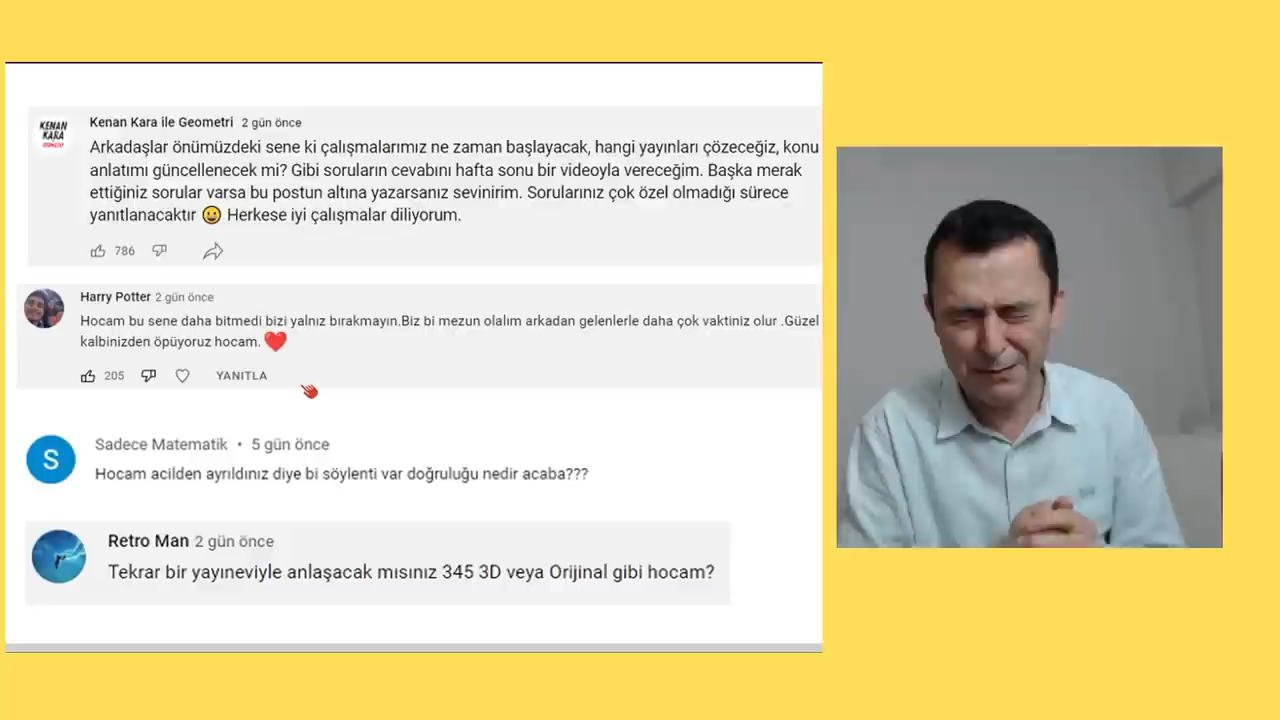 KENAN
KARA
Kenan Kara ile Geometri 2 gün önce
Arkadaşlar önümüzdeki sene ki çalışmalarımız ne zaman başlayacak, hangi yayınları çözeceğiz, konu
anlatımı güncellenecek mi? Gibi soruların cevabını hafta sonu bir videoyla vereceğim. Başka merak
ettiğiniz sorular varsa bu postun altına yazarsanız sevinirim. Sorularınız çok özel olmadığı sürece
yanıtlanacaktır 😀 Herkese iyi çalışmalar diliyorum.
786
Harry Potter 2 gün önce
Hocam bu sene daha bitmedi bizi yalnız bırakmayın.Biz bi mezun olalım arkadan gelenlerle daha çok vaktiniz olur .Güzel
kalbinizden öpüyoruz hocam. ❤️
205 YANITLA
S
Sadece Matematik • 5 gün önce
Hocam acilden ayrıldınız diye bi söylenti var doğruluğu nedir acaba???
Retro Man 2 gün önce
Tekrar bir yayıneviyle anlaşacak mısınız 345 3D veya Orijinal gibi hocam?